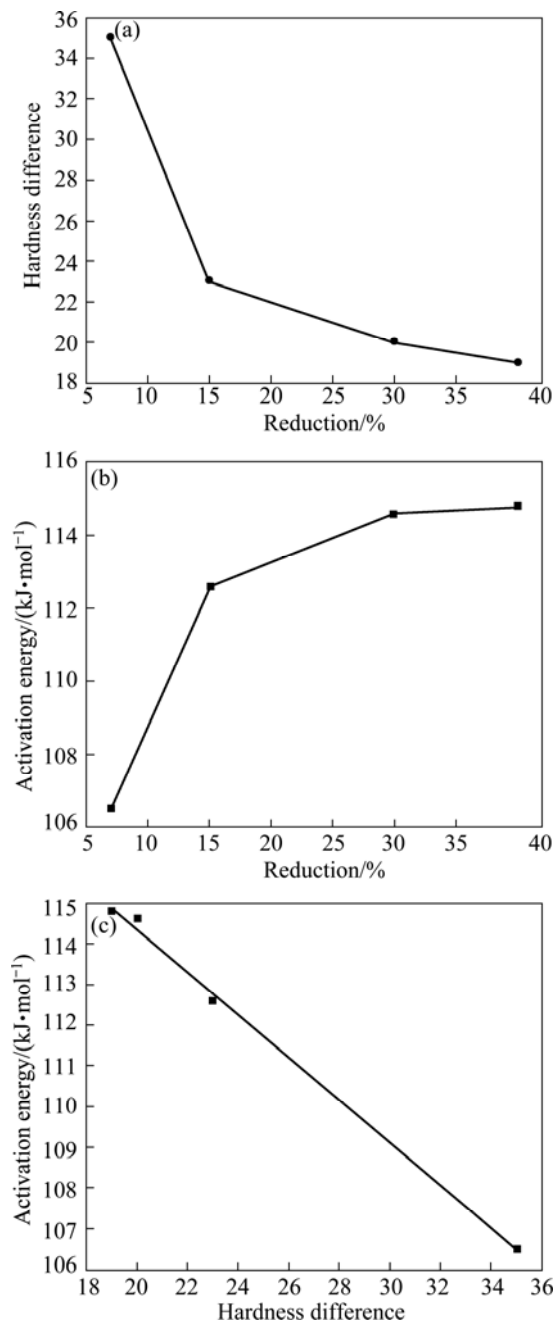 (a)
36
34
32
30
28
26
24
22
20
18
Hardness difference
5 10 15 20 25 30 35 40
Reduction/%
(b)
116
114
112
110
108
106
Activation energy/(kJ·mol⁻¹)
5 10 15 20 25 30 35 40
Reduction/%
(c)
115
114
113
112
111
110
109
108
107
106
Activation energy/(kJ·mol⁻¹)
18 20 22 24 26 28 30 32 34 36
Hardness difference